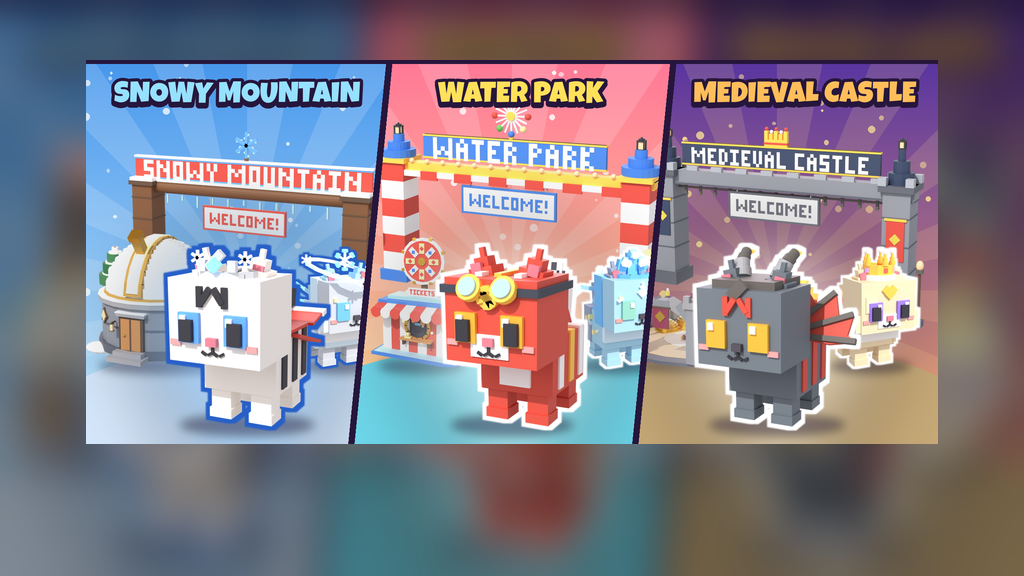 SNOWY MOUNTAIN
SNOWY MOUNTAIN
WELCOME!
WATER PARK
WATER PARK
WELCOME!
TICKETS
MEDIEVAL CASTLE
MEDIEVAL CASTLE
WELCOME!